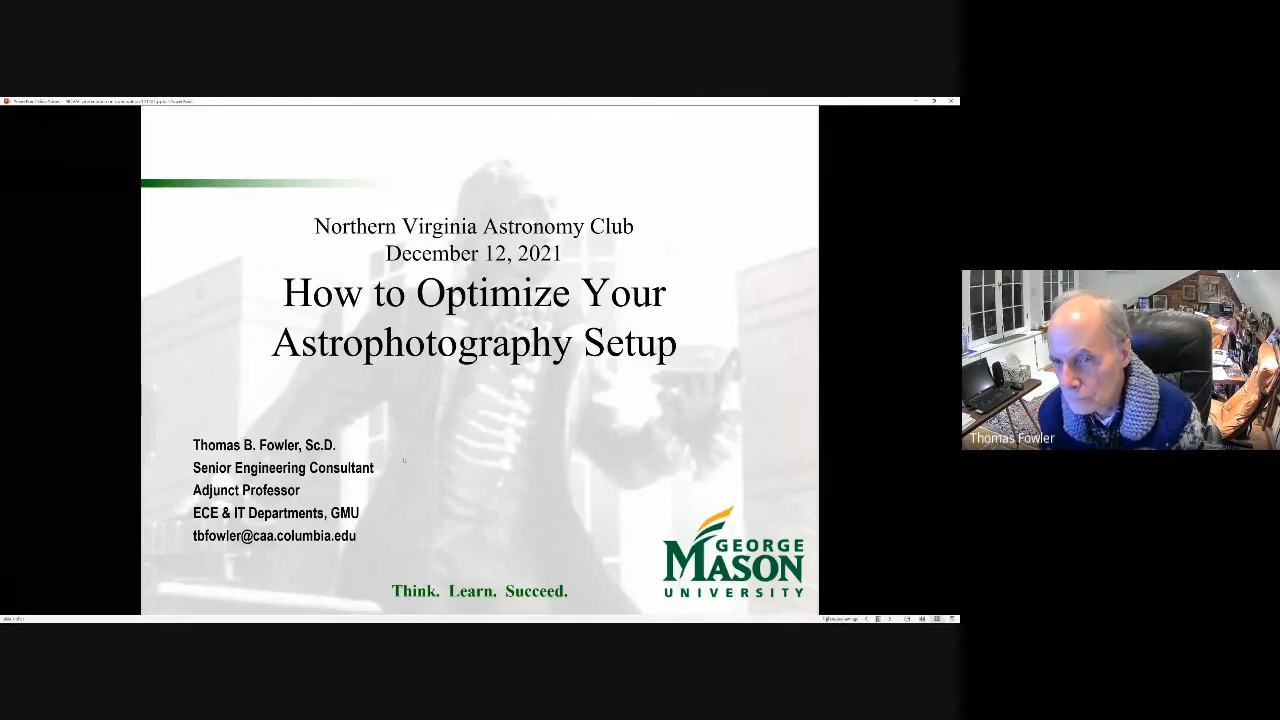 Northern Virginia Astronomy Club
December 12, 2021
How to Optimize Your
Astrophotography Setup
Thomas B. Fowler, Sc.D.
Senior Engineering Consultant
Adjunct Professor
ECE & IT Departments, GMU
tbfowler@caa.columbia.edu
Think. Learn. Succeed.
GEORGE
MASON
UNIVERSITY
Thomas Fowler